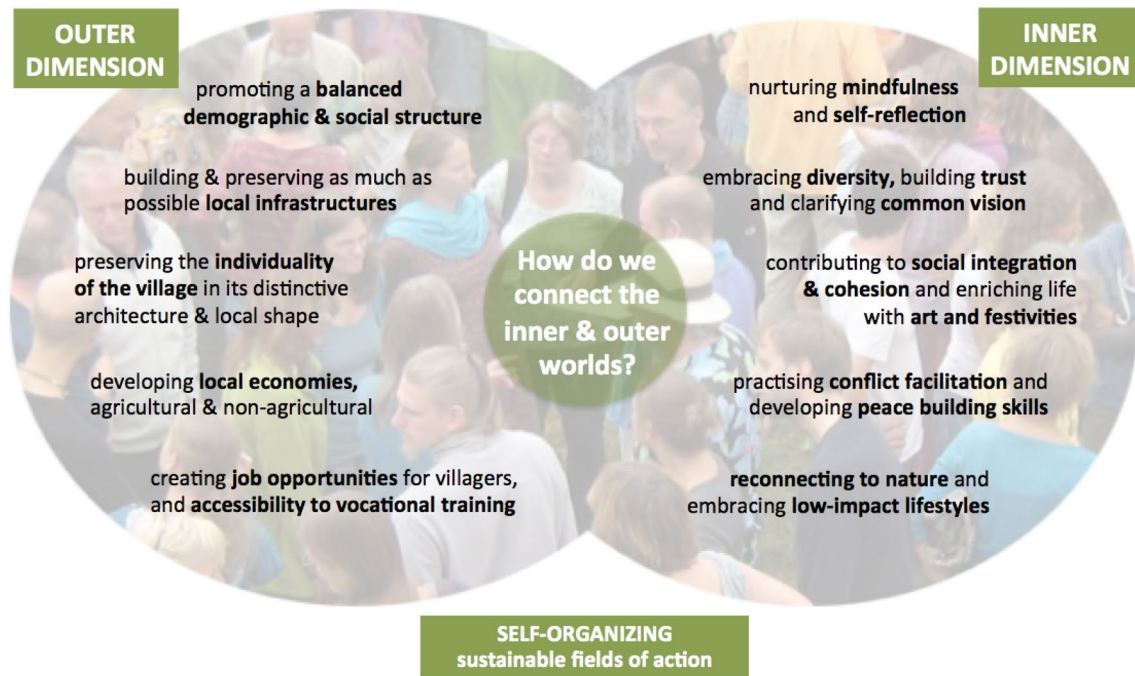 OUTER
DIMENSION
promoting a balanced
demographic & social structure
building & preserving as much as
possible local infrastructures
preserving the individuality
of the village in its distinctive
architecture & local shape
developing local economies,
agricultural & non-agricultural
creating job opportunities for villagers,
and accessibility to vocational training
How do we
connect the
inner & outer
worlds?
INNER
DIMENSION
nurturing mindfulness
and self-reflection
embracing diversity, building trust
and clarifying common vision
contributing to social integration
& cohesion and enriching life
with art and festivities
practising conflict facilitation and
developing peace building skills
reconnecting to nature and
embracing low-impact lifestyles
SELF-ORGANIZING
sustainable fields of action